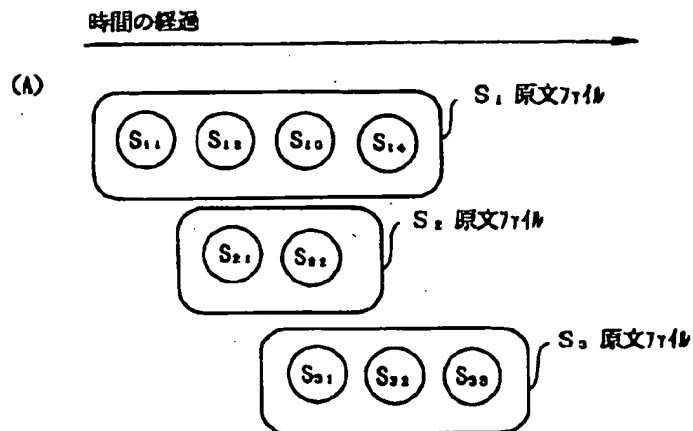 時間の経過
(A)
S₁ 原文ファイル
S₁₁ S₁₂ S₁₃ S₁₄
S₂ 原文ファイル
S₂₁ S₂₂
S₃ 原文ファイル
S₃₁ S₃₂ S₃₃